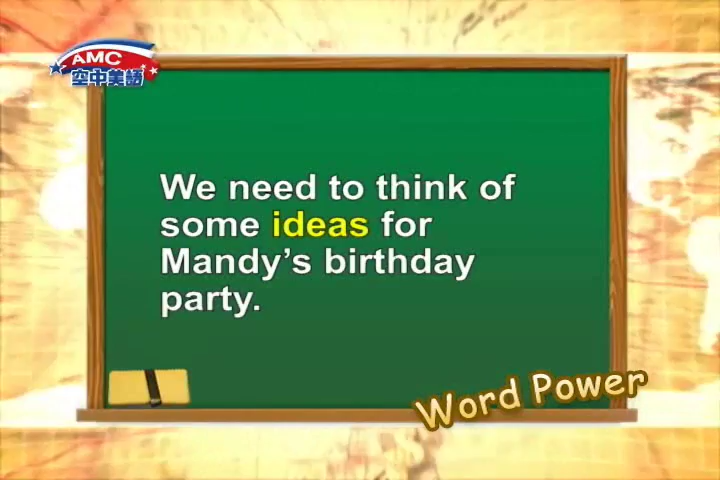 AMC
空中美語
We need to think of
some ideas for
Mandy's birthday
party.
Word Power